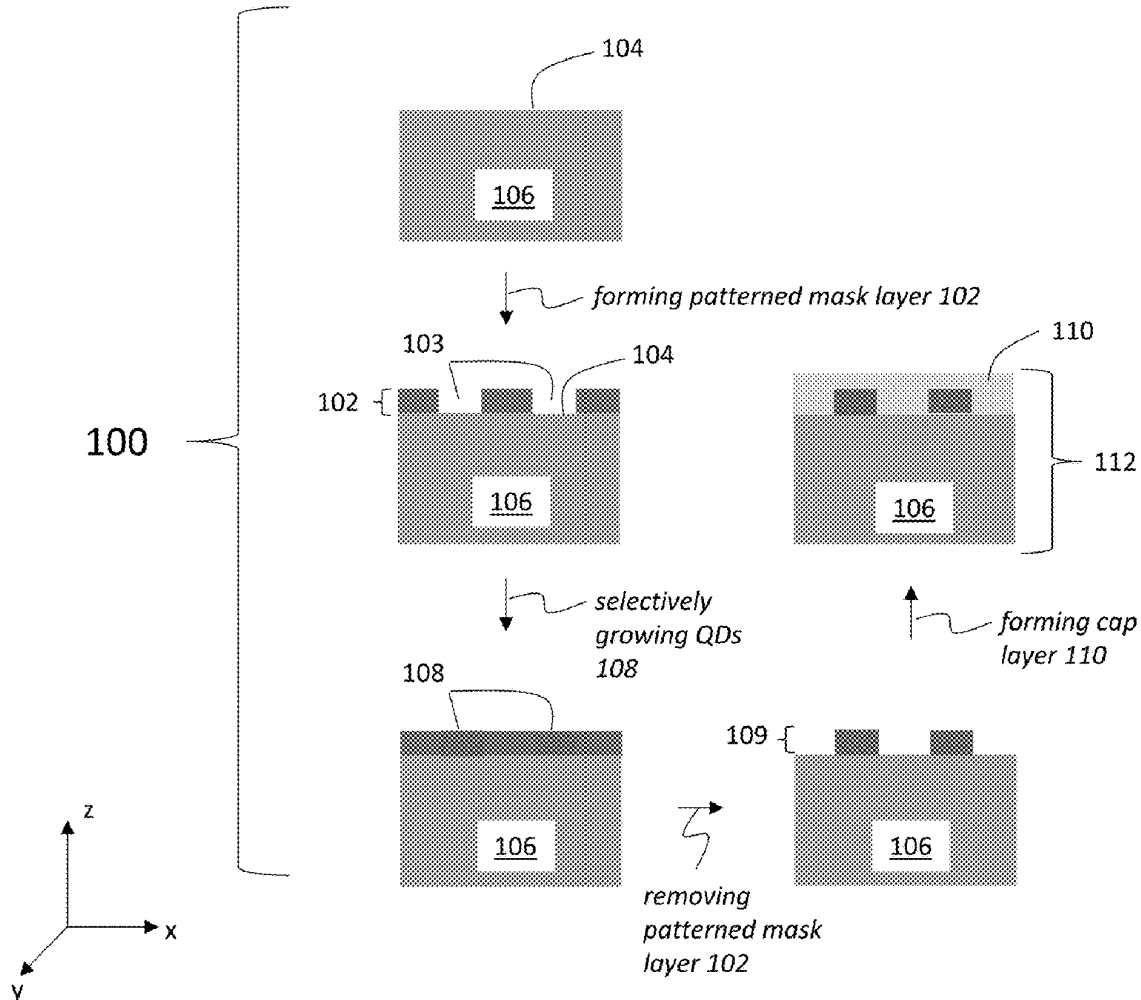 104
106
forming patterned mask layer 102
103
104
102
106
100
110
112
106
selectively
growing QDs
108
forming cap
layer 110
108
106
109
106
removing
patterned mask
layer 102
z
x
y